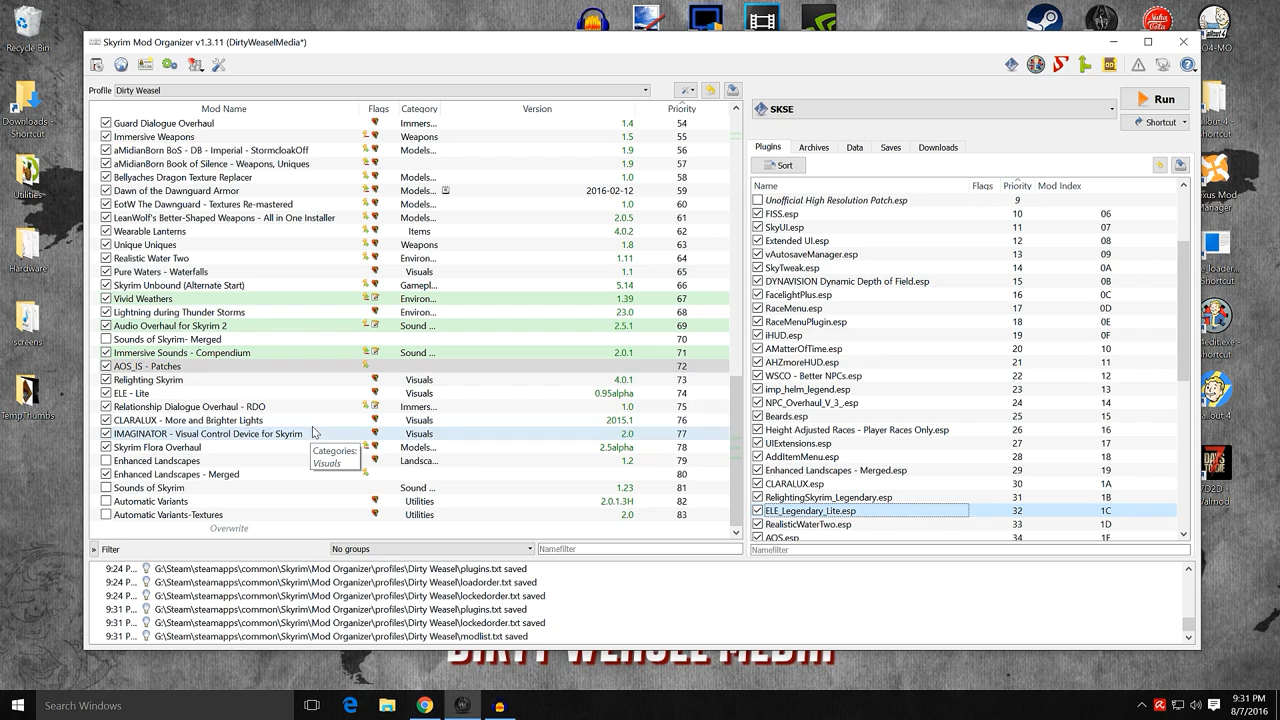 Skyrim Mod Organizer v1.3.11 (DirtyWeaselMedia*)
Recycle Bin
Downloads - Shortcut
Utilities
Hardware
screens
TempThumbs
Profile Dirty Weasel
Mod Name Flags Category Version Priority
Guard Dialogue Overhaul Immers... 1.4 54
Immersive Weapons Weapons 1.5 55
aMidianBorn BoS - DB - Imperial - StormcloakOff Models... 1.9 56
aMidianBorn Book of Silence - Weapons, Uniques 1.9 57
Bellyaches Dragon Texture Replacer Models... 1.0 58
Dawn of the Dawnguard Armor Models... 2016-02-12 59
EotW The Dawnguard - Textures Re-mastered Models... 1.0 60
LeanWolf's Better-Shaped Weapons - All in One Installer Models... 2.0.5 61
Wearable Lanterns Items 4.0.2 62
Unique Uniques Weapons 1.8 63
Realistic Water Two Environ... 1.11 64
Pure Waters - Waterfalls Visuals 1.1 65
Skyrim Unbound (Alternate Start) Gamepl... 5.14 66
Vivid Weathers Environ... 1.39 67
Lightning during Thunder Storms Environ... 23.0 68
Audio Overhaul for Skyrim 2 Sound ... 2.5.1 69
Sounds of Skyrim- Merged 70
Immersive Sounds - Compendium Sound ... 2.0.1 71
AOS_IS - Patches 72
Relighting Skyrim Visuals 4.0.1 73
ELE - Lite Visuals 0.95alpha 74
Relationship Dialogue Overhaul - RDO Immers... 1.0 75
CLARALUX - More and Brighter Lights Visuals 2015.1 76
IMAGINATOR - Visual Control Device for Skyrim Visuals 2.0 77
Skyrim Flora Overhaul Models... 2.5alpha 78
Enhanced Landscapes Landsca... 1.2 79
Enhanced Landscapes - Merged 80
Sounds of Skyrim Sound ... 1.23 81
Automatic Variants Utilities 2.0.1.3H 82
Automatic Variants-Textures Utilities 2.0 83
Overwrite
Categories:
Visuals
» Filter No groups Namefilter
SKSE
Run
Shortcut
Plugins Archives Data Saves Downloads
Sort
Name Flags Priority Mod Index
Unofficial High Resolution Patch.esp 9
FISS.esp 10 06
SkyUI.esp 11 07
Extended UI.esp 12 08
vAutosaveManager.esp 13 09
SkyTweak.esp 14 0A
DYNAVISION Dynamic Depth of Field.esp 15 0B
FacelightPlus.esp 16 0C
RaceMenu.esp 17 0D
RaceMenuPlugin.esp 18 0E
iHUD.esp 19 0F
AMatterOfTime.esp 20 10
AHZmoreHUD.esp 21 11
WSCO - Better NPCs.esp 22 12
imp_helm_legend.esp 23 13
NPC_Overhaul_V_3_.esp 24 14
Beards.esp 25 15
Height Adjusted Races - Player Races Only.esp 26 16
UIExtensions.esp 27 17
AddItemMenu.esp 28 18
Enhanced Landscapes - Merged.esp 29 19
CLARALUX.esp 30 1A
RelightingSkyrim_Legendary.esp 31 1B
ELE_Legendary_Lite.esp 32 1C
RealisticWaterTwo.esp 33 1D
AOS.esp 34 1E
Namefilter
9:24 P... G:\Steam\steamapps\common\Skyrim\Mod Organizer\profiles\Dirty Weasel\plugins.txt saved
9:24 P... G:\Steam\steamapps\common\Skyrim\Mod Organizer\profiles\Dirty Weasel\loadorder.txt saved
9:24 P... G:\Steam\steamapps\common\Skyrim\Mod Organizer\profiles\Dirty Weasel\lockedorder.txt saved
9:31 P... G:\Steam\steamapps\common\Skyrim\Mod Organizer\profiles\Dirty Weasel\plugins.txt saved
9:31 P... G:\Steam\steamapps\common\Skyrim\Mod Organizer\profiles\Dirty Weasel\lockedorder.txt saved
9:31 P... G:\Steam\steamapps\common\Skyrim\Mod Organizer\profiles\Dirty Weasel\modlist.txt saved
DIRTY WEASEL MEDIA
Search Windows
9:31 PM
8/7/2016